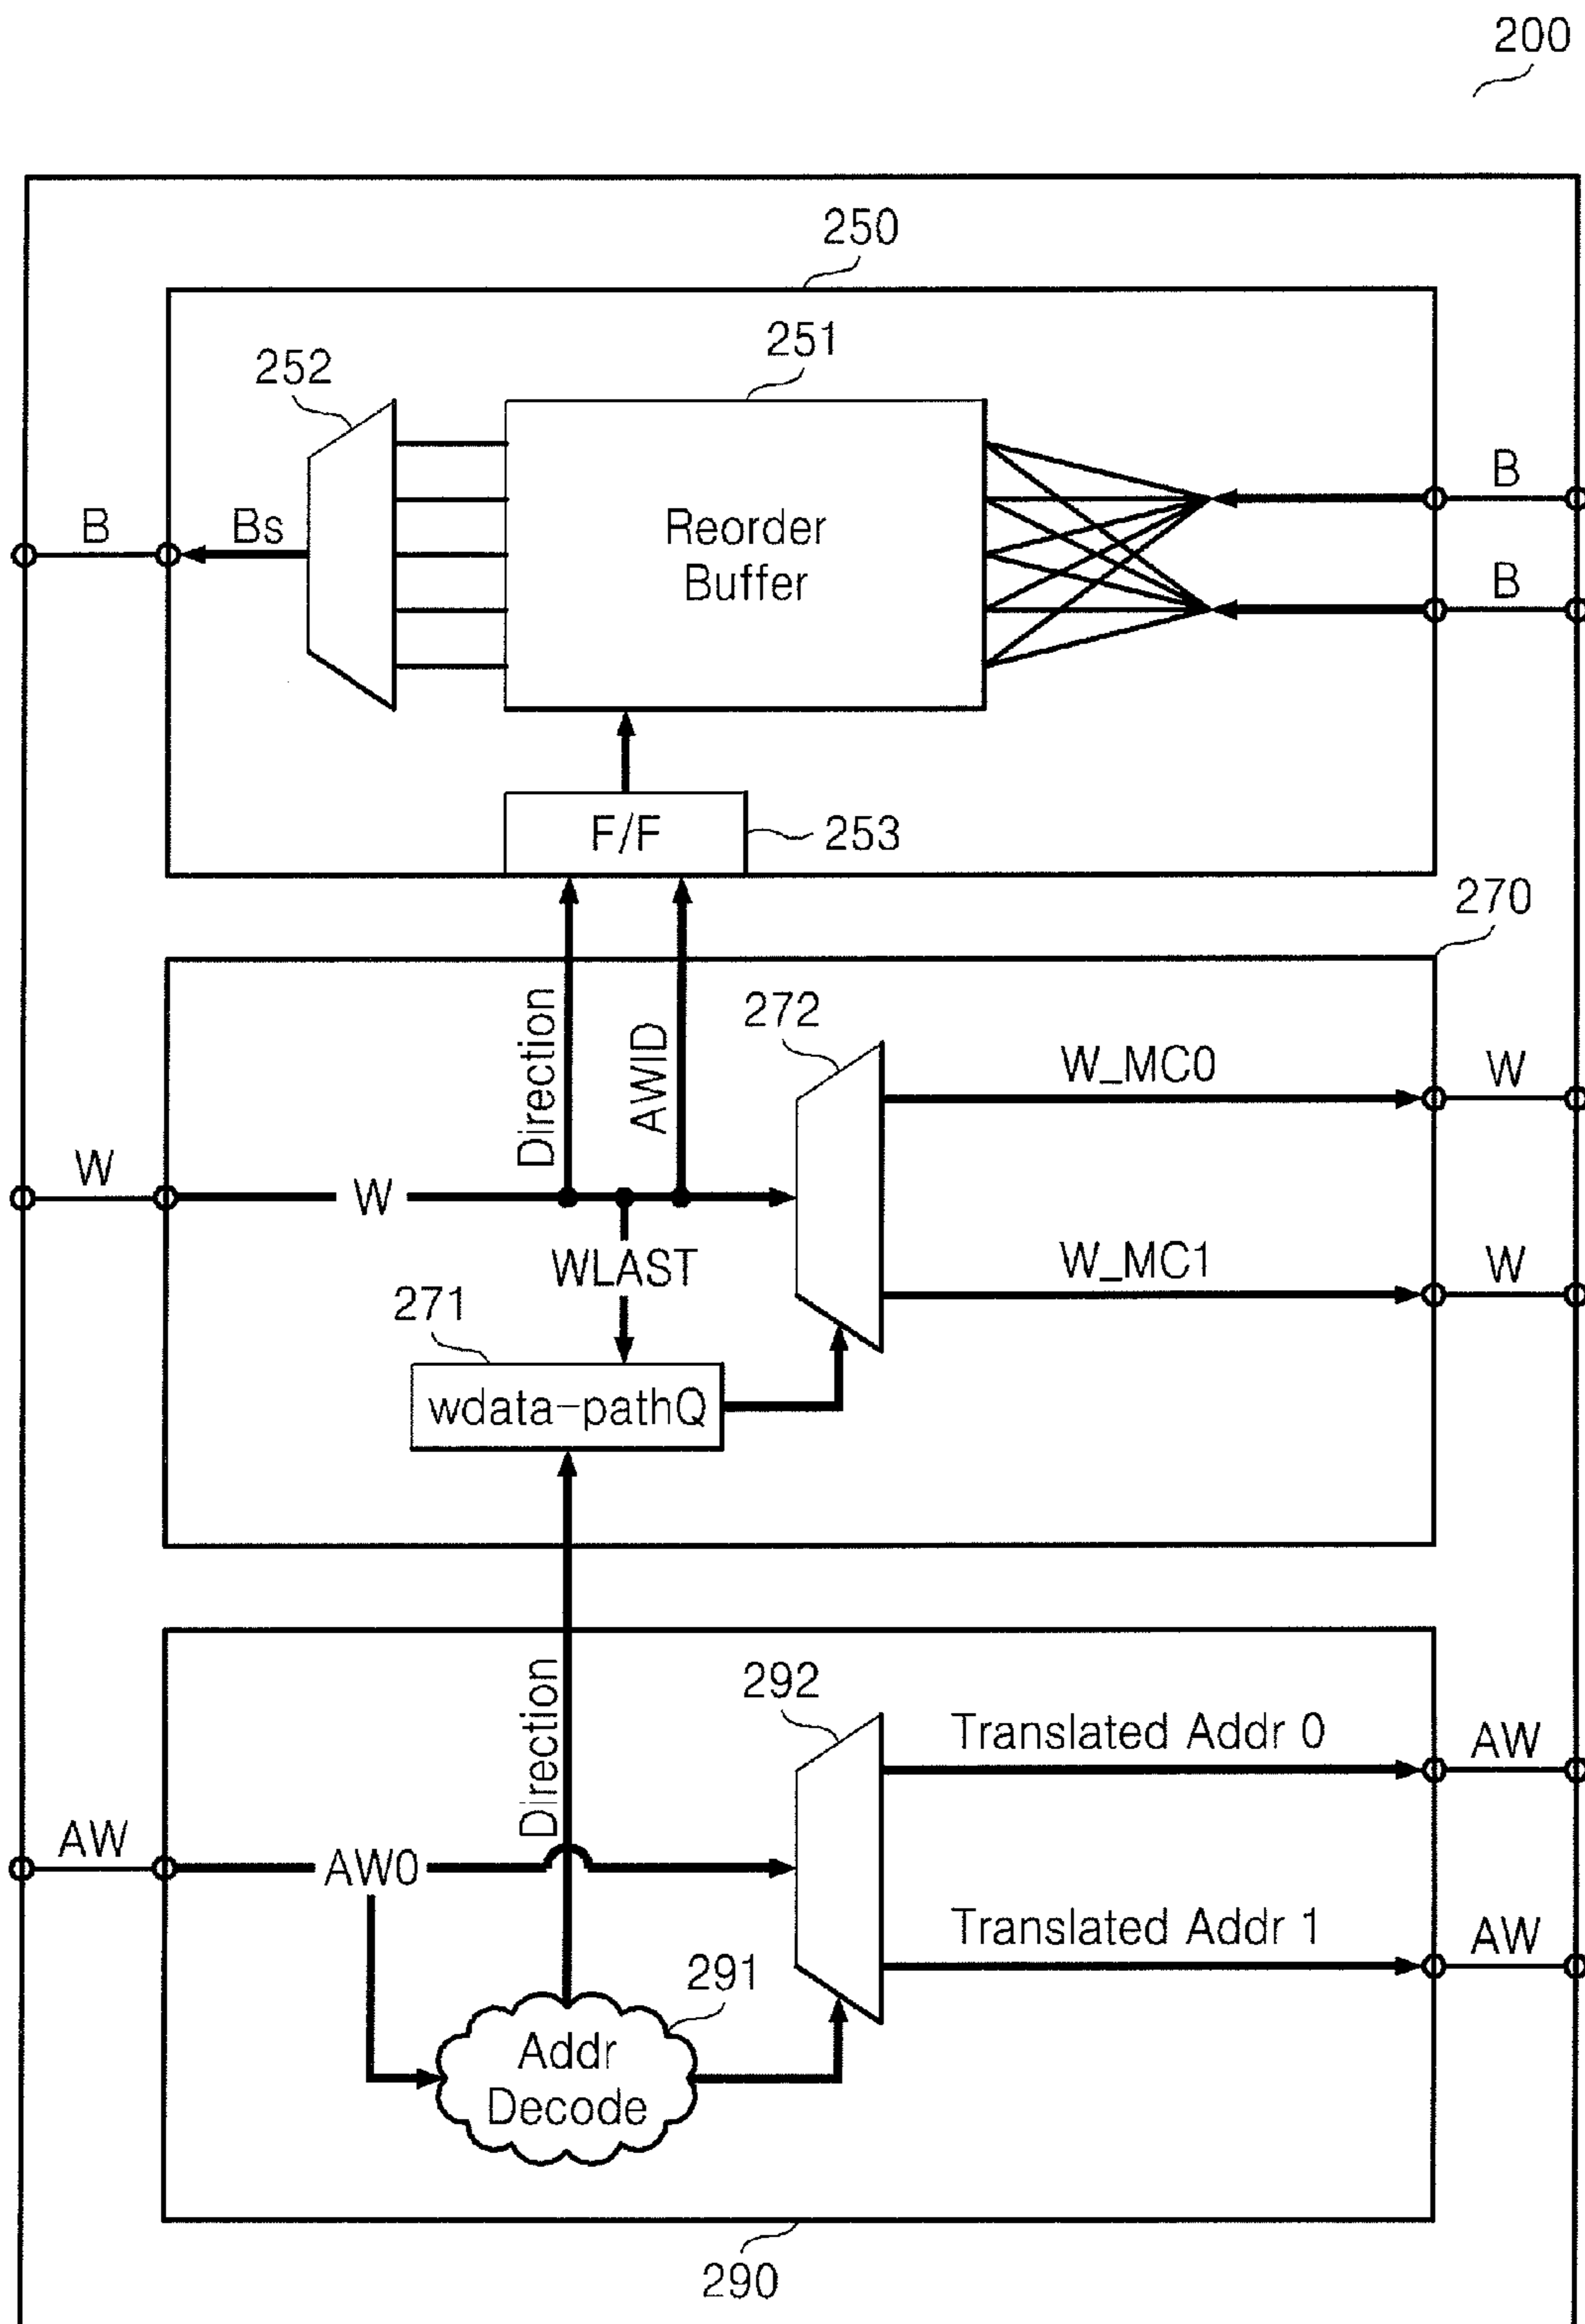 200
250
251
252
B
Bs
Reorder
Buffer
B
B
F/F
253
270
Direction
AWID
272
W_MC0
W
W
W
WLAST
W_MC1
W
271
wdata-pathQ
Direction
292
Translated Addr 0
AW
AW
AW0
Translated Addr 1
AW
291
Addr
Decode
290